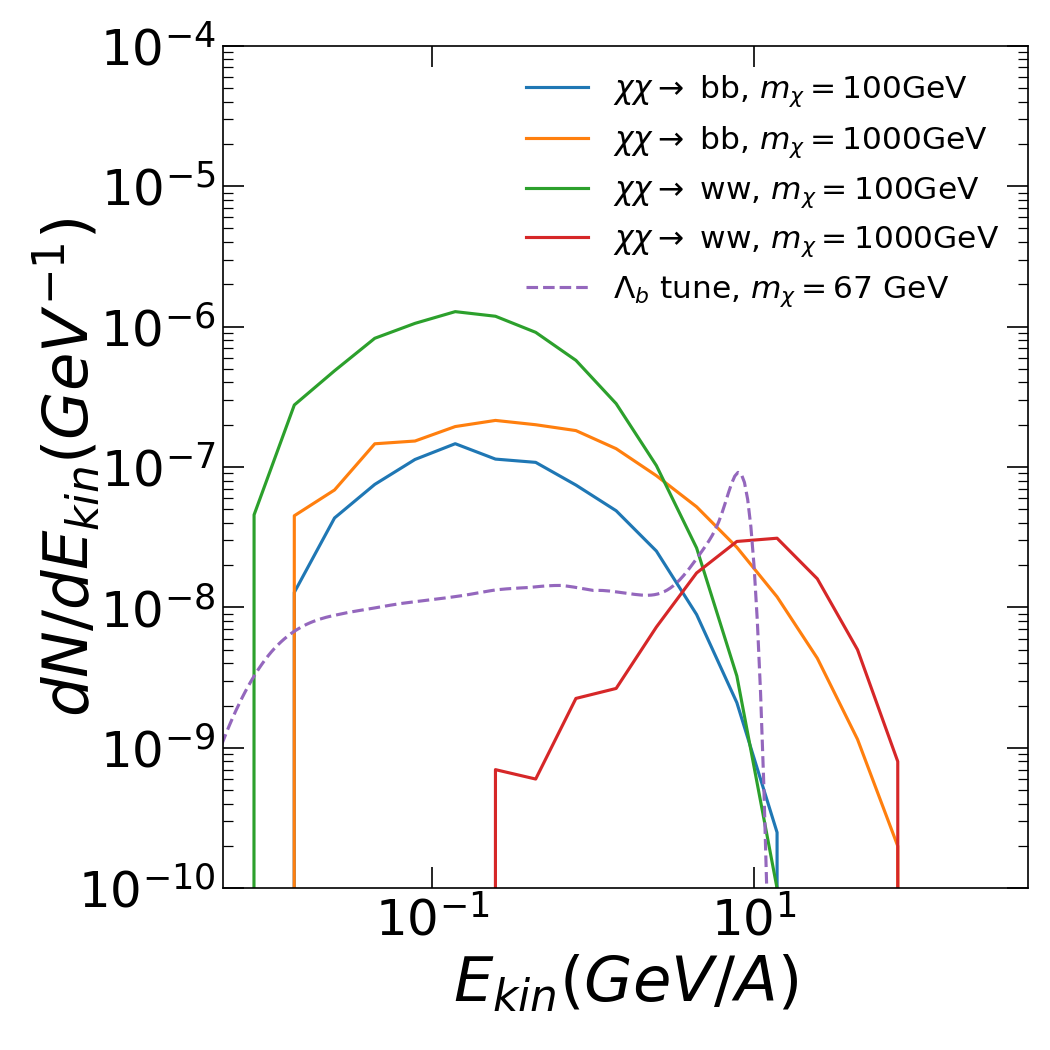 10⁻⁴
10⁻⁵
10⁻⁶
10⁻⁷
10⁻⁸
10⁻⁹
10⁻¹⁰
dN/dE_kin(GeV⁻¹)
χχ → bb, m_χ = 100GeV
χχ → bb, m_χ = 1000GeV
χχ → ww, m_χ = 100GeV
χχ → ww, m_χ = 1000GeV
Λ_b tune, m_χ = 67 GeV
10⁻¹ 10¹
E_kin(GeV/A)